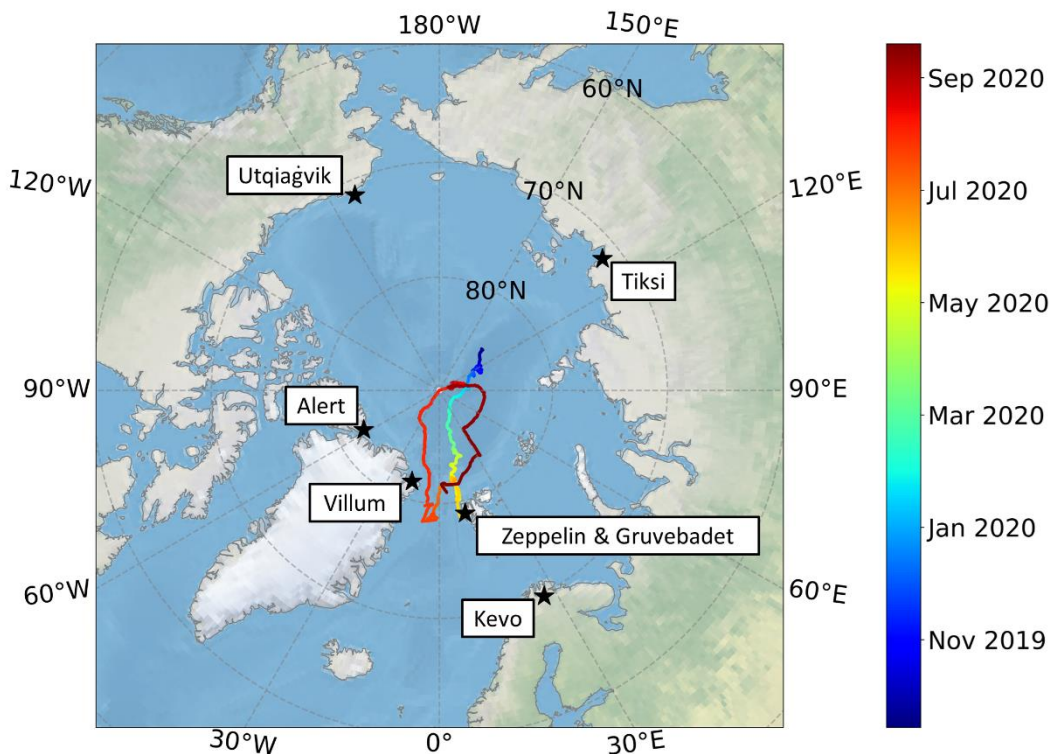 180°W
150°E
60°N
Sep 2020
Utqiaġvik
120°W
120°E
70°N
Jul 2020
Tiksi
80°N
May 2020
90°W
90°E
Alert
Mar 2020
Villum
Zeppelin & Gruvebadet
Jan 2020
60°W
60°E
Kevo
Nov 2019
30°W
0°
30°E